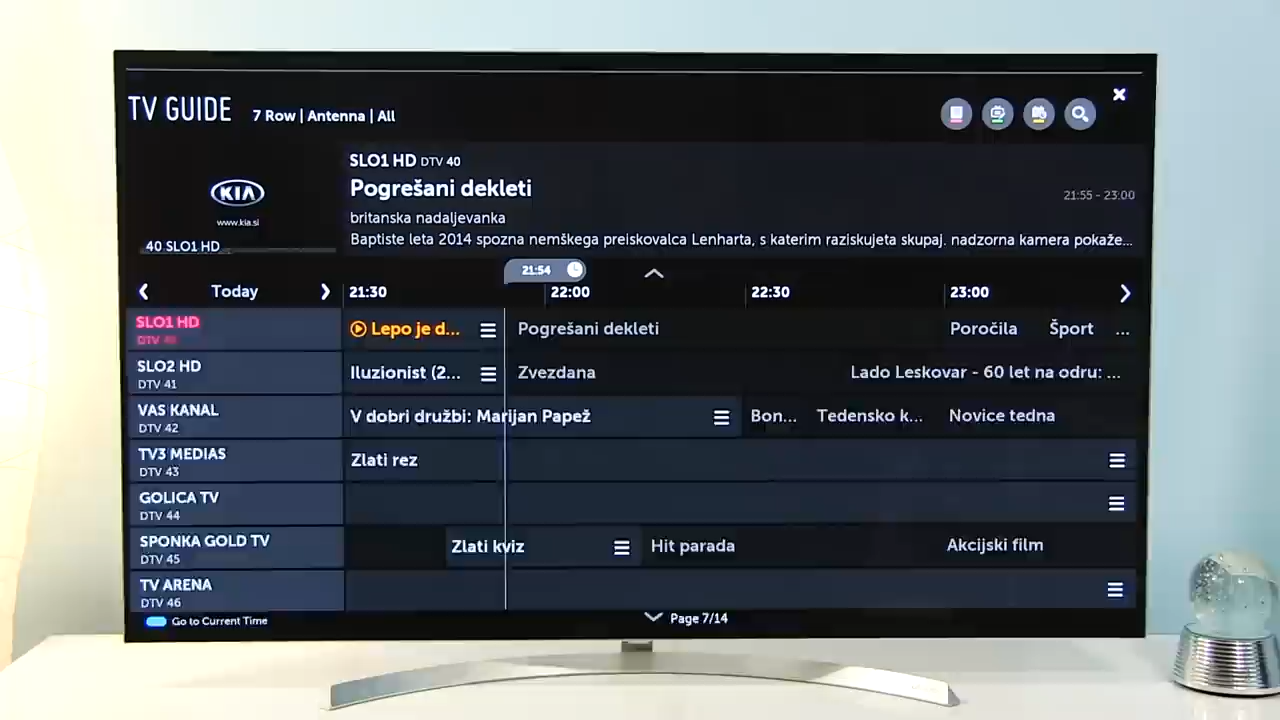 TV GUIDE 7 Row | Antenna | All
SLO1 HD DTV 40
Pogrešani dekleti
21:55 - 23:00
britanska nadaljevanka
Baptiste leta 2014 spozna nemškega preiskovalca Lenharta, s katerim raziskujeta skupaj. nadzorna kamera pokaže...
KIA
www.kia.si
40 SLO1 HD
21:54
Today 21:30 22:00 22:30 23:00
SLO1 HD Lepo je d... Pogrešani dekleti Poročila Šport ...
DTV 40
SLO2 HD Iluzionist (2... Zvezdana Lado Leskovar - 60 let na odru: ...
DTV 41
VAS KANAL V dobri družbi: Marijan Papež Bon... Tedensko k... Novice tedna
DTV 42
TV3 MEDIAS Zlati rez
DTV 43
GOLICA TV
DTV 44
SPONKA GOLD TV Zlati kviz Hit parada Akcijski film
DTV 45
TV ARENA
DTV 46
Go to Current Time Page 7/14